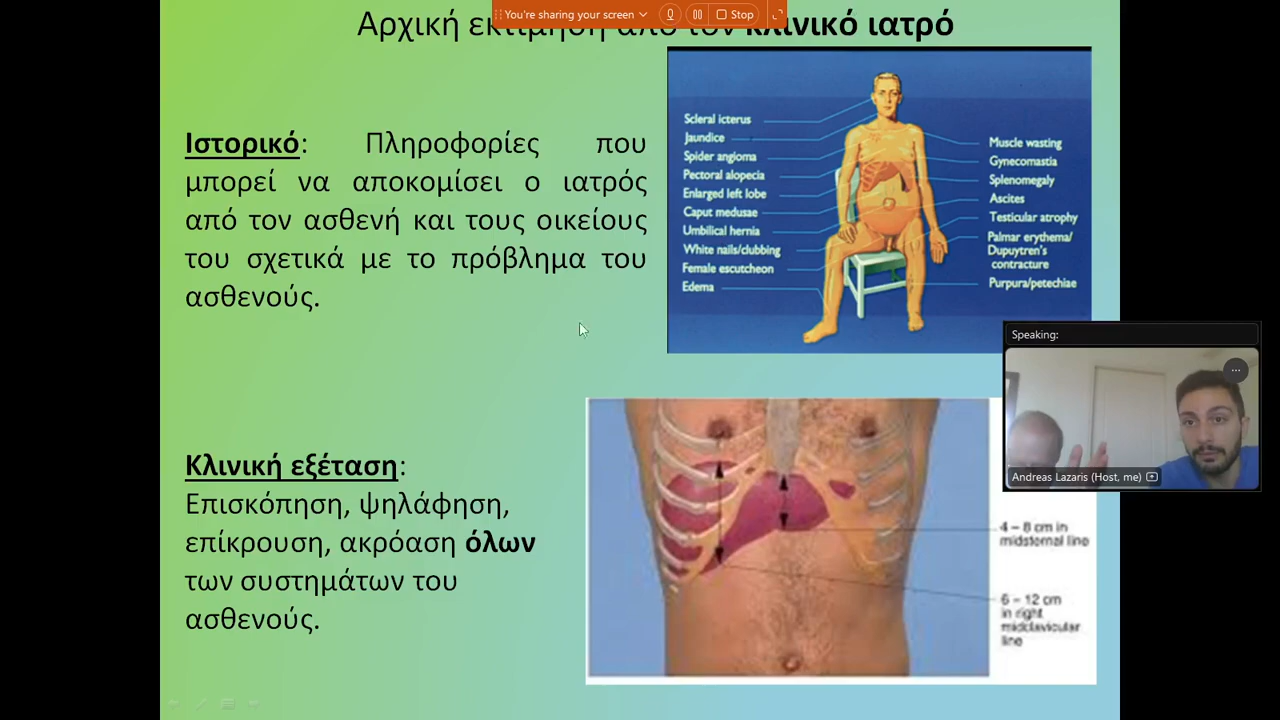 You're sharing your screen
Stop
Αρχική εκτίμηση από τον κλινικό ιατρό
Ιστορικό: Πληροφορίες που
μπορεί να αποκομίσει ο ιατρός
από τον ασθενή και τους οικείους
του σχετικά με το πρόβλημα του
ασθενούς.
Scleral icterus
Jaundice
Spider angioma
Pectoral alopecia
Enlarged left lobe
Caput medusae
Umbilical hernia
White nails/clubbing
Female escutcheon
Edema
Muscle wasting
Gynecomastia
Splenomegaly
Ascites
Testicular atrophy
Palmar erythema/
Dupuytren's
contracture
Purpura/petechiae
Speaking:
Andreas Lazaris (Host, me)
Κλινική εξέταση:
Επισκόπηση, ψηλάφηση,
επίκρουση, ακρόαση όλων
των συστημάτων του
ασθενούς.
4 – 8 cm in
midsternal line
6 – 12 cm
in right
midclavicular
line